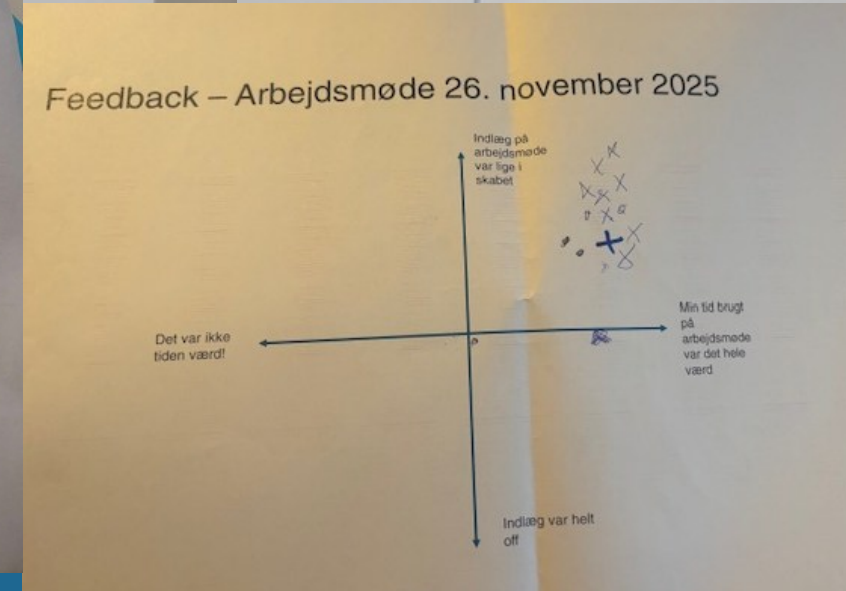 Feedback – Arbejdsmøde 26. november 2025
Indlæg på
arbejdsmøde
var lige i
skabet
Det var ikke
tiden værd!
Min tid brugt
på
arbejdsmøde
var det hele
værd
Indlæg var helt
off